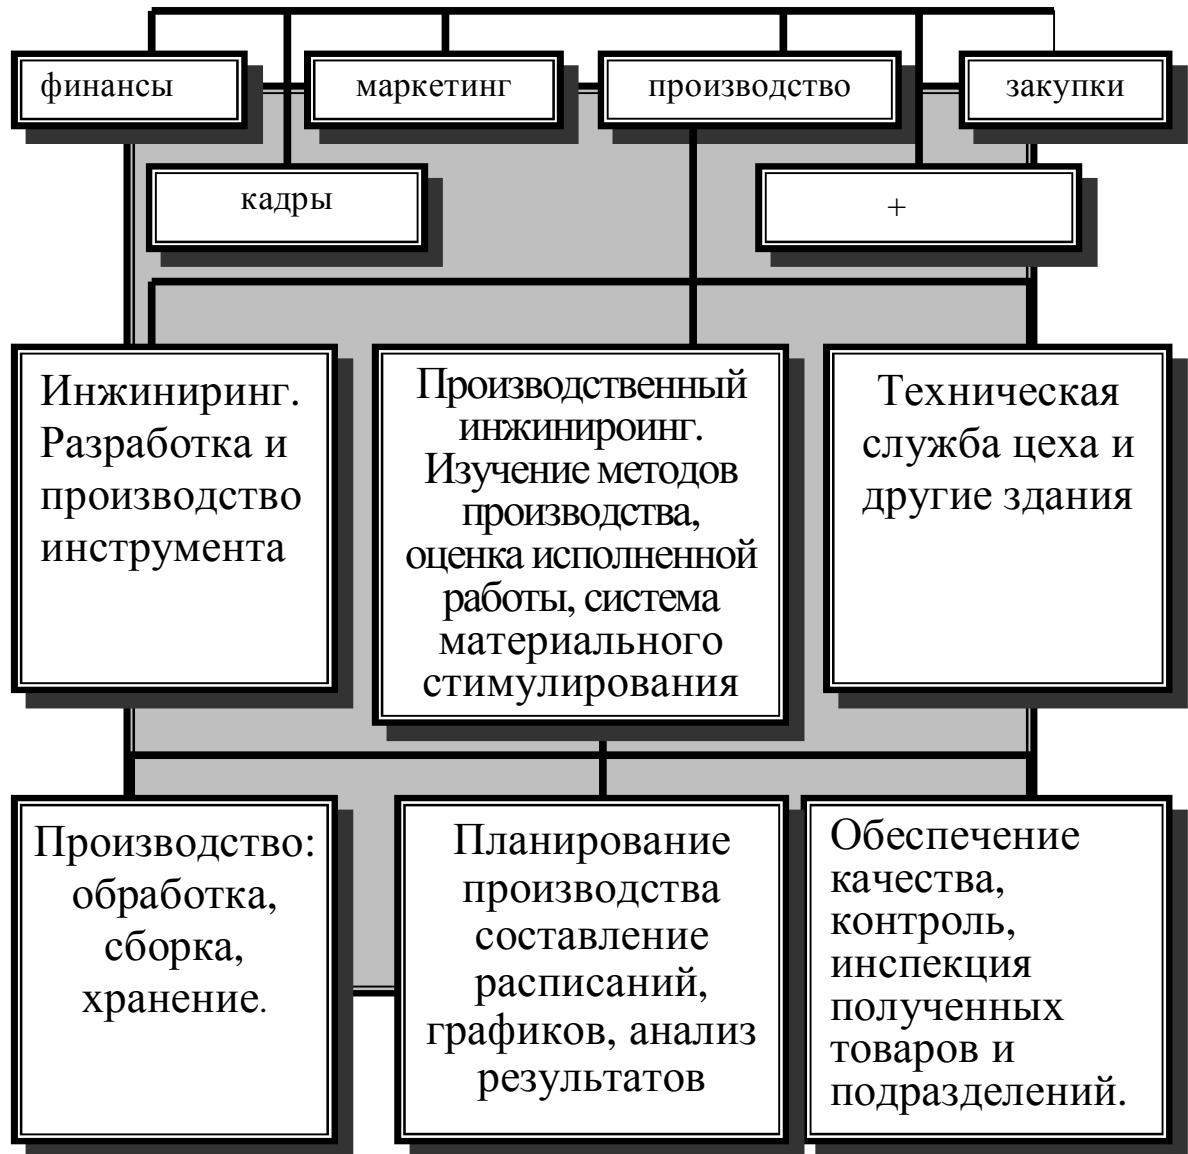 финансы
маркетинг
производство
закупки
кадры
+
Инжиниринг.
Разработка и
производство
инструмента
Производственный
инжинироинг.
Изучение методов
производства,
оценка исполненной
работы, система
материального
стимулирования
Техническая
служба цеха и
другие здания
Производство:
обработка,
сборка,
хранение.
Планирование
производства
составление
расписаний,
графиков, анализ
результатов
Обеспечение
качества,
контроль,
инспекция
полученных
товаров и
подразделений.